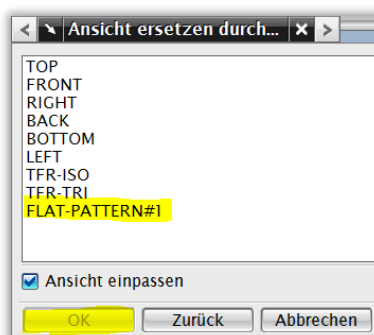 Ansicht ersetzen durch...
TOP
FRONT
RIGHT
BACK
BOTTOM
LEFT
TFR-ISO
TFR-TRI
FLAT-PATTERN#1
Ansicht einpassen
OK Zurück Abbrechen